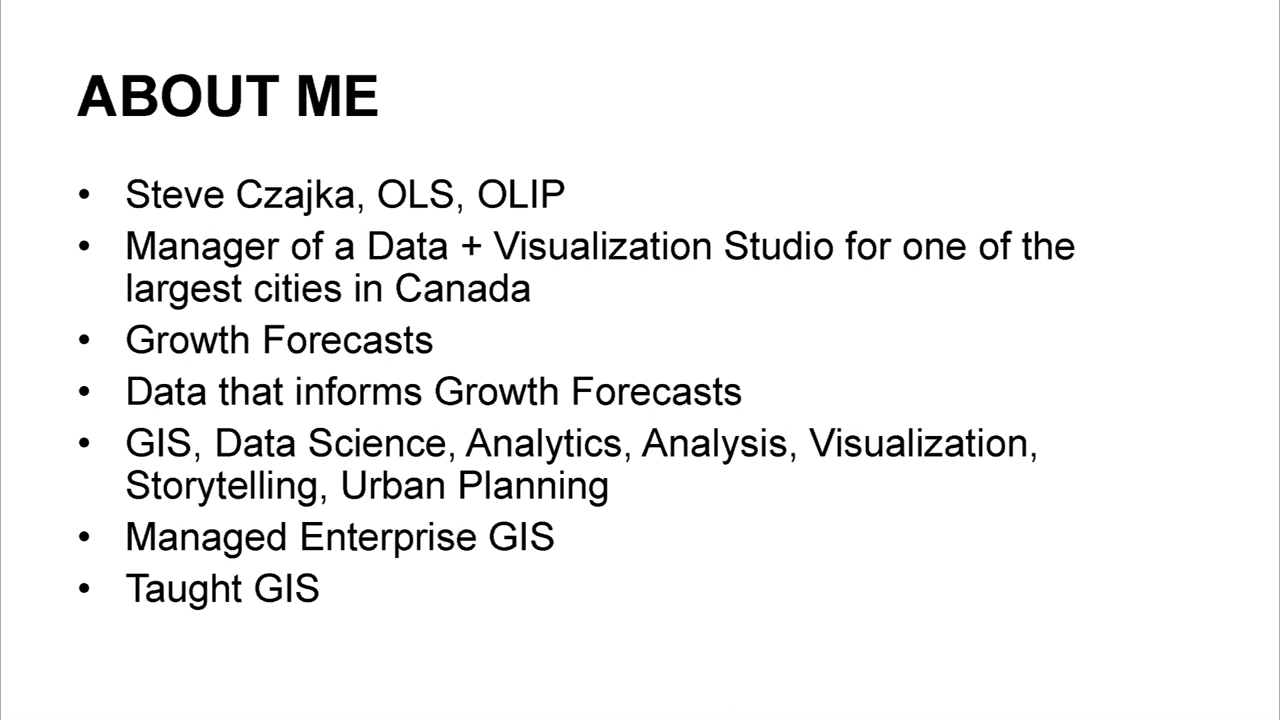 ABOUT ME
• Steve Czajka, OLS, OLIP
• Manager of a Data + Visualization Studio for one of the
largest cities in Canada
• Growth Forecasts
• Data that informs Growth Forecasts
• GIS, Data Science, Analytics, Analysis, Visualization,
Storytelling, Urban Planning
• Managed Enterprise GIS
• Taught GIS